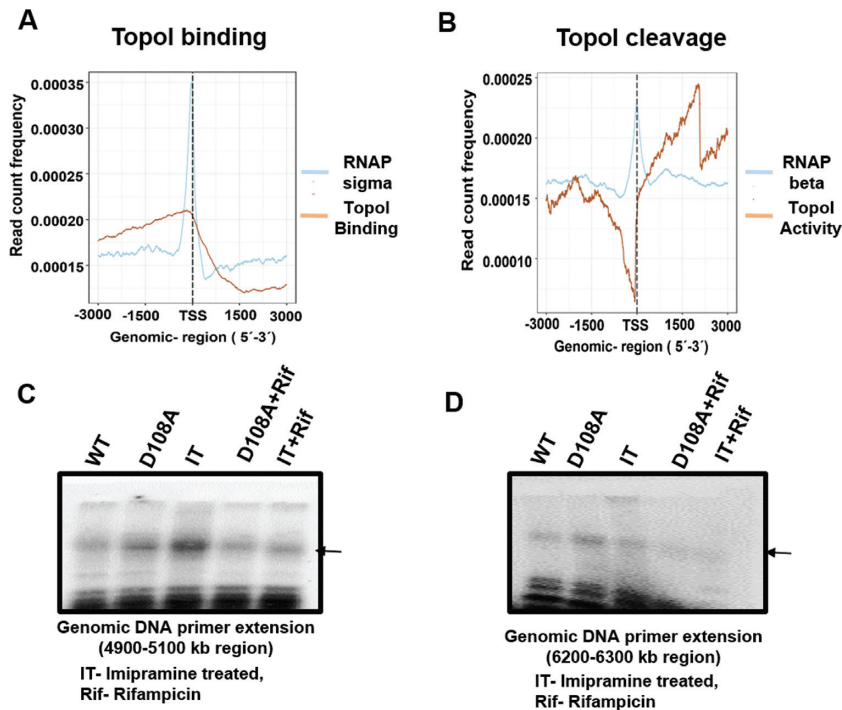 A
TopoI binding
Read count frequency
0.00035
0.00030
0.00025
0.00020
0.00015
-3000 -1500 TSS 1500 3000
Genomic- region ( 5´-3´)
RNAP
sigma
TopoI
Binding
B
TopoI cleavage
Read count frequency
0.00025
0.00020
0.00015
0.00010
-3000 -1500 TSS 1500 3000
Genomic- region ( 5´-3´)
RNAP
beta
TopoI
Activity
C
WT D108A IT D108A+Rif IT+Rif
Genomic DNA primer extension
(4900-5100 kb region)
IT- Imipramine treated,
Rif- Rifampicin
D
WT D108A IT D108A+Rif IT+Rif
Genomic DNA primer extension
(6200-6300 kb region)
IT- Imipramine treated,
Rif- Rifampicin